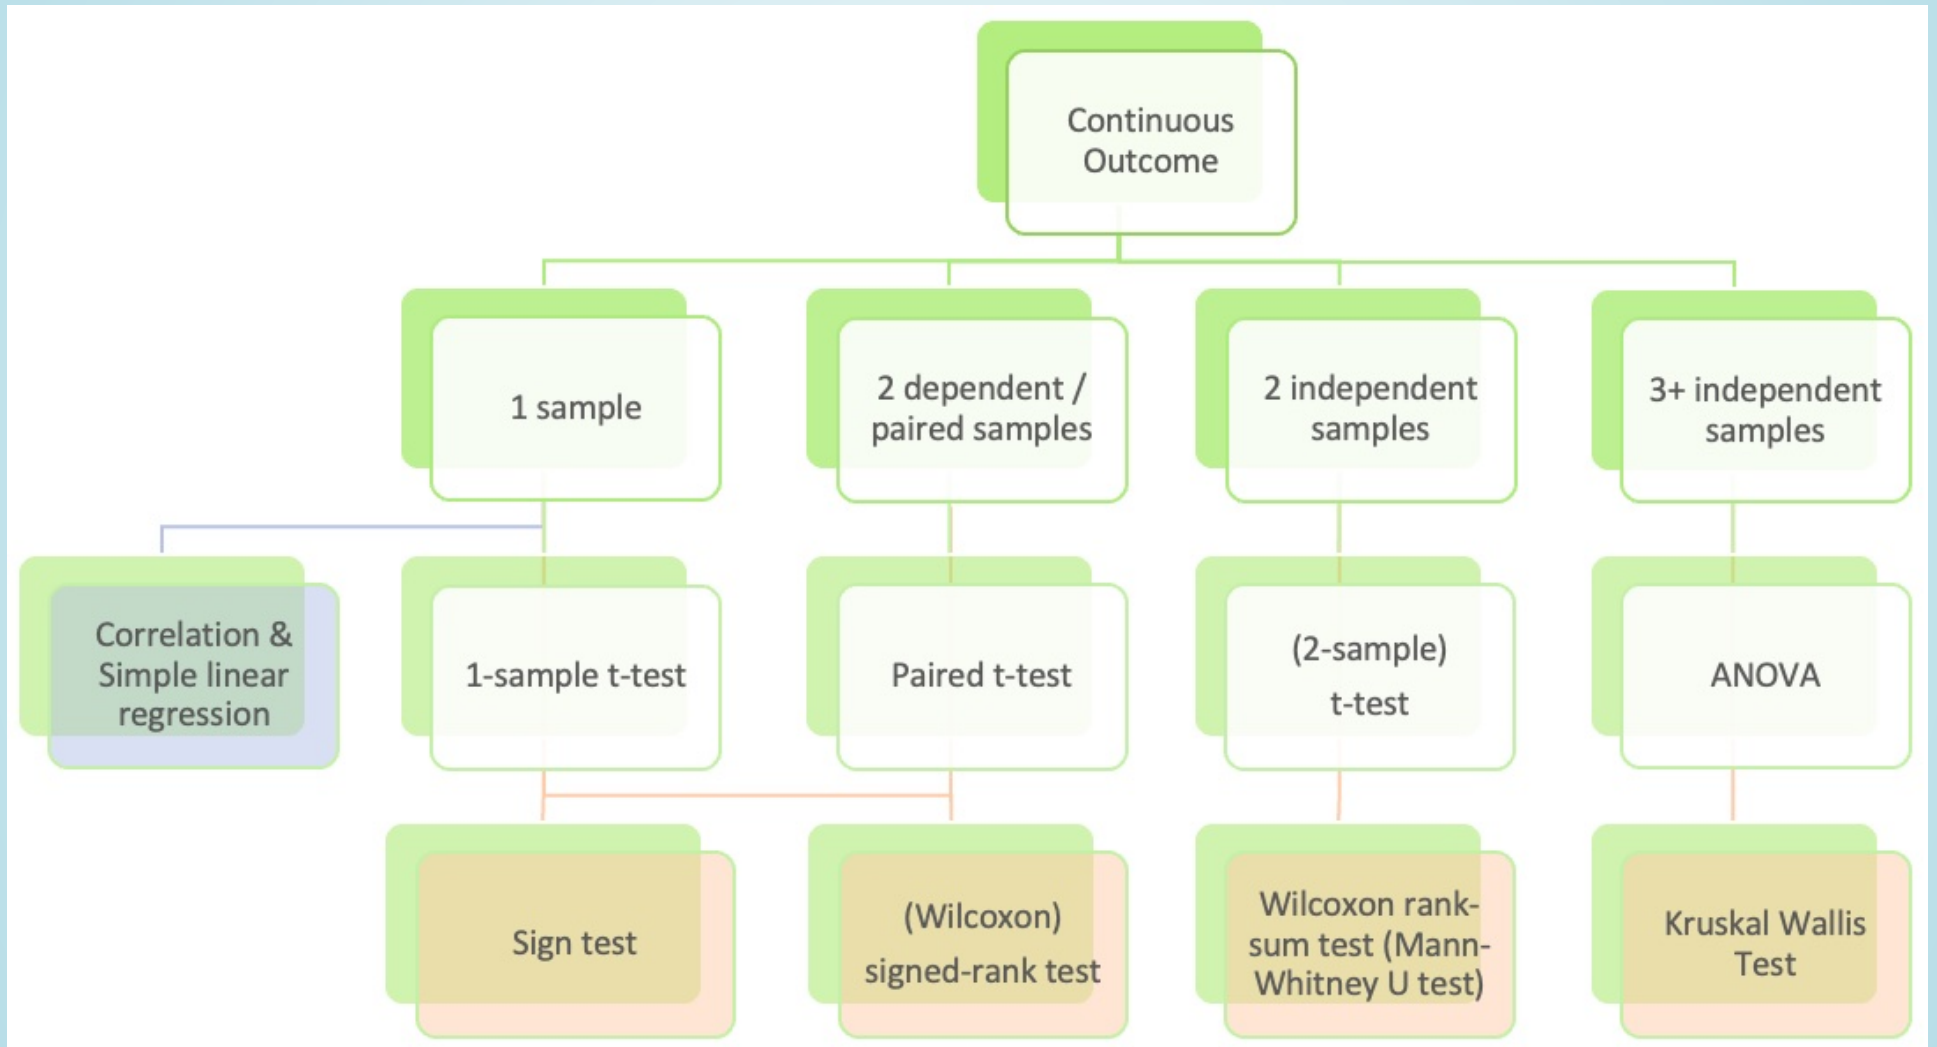 Continuous
Outcome
1 sample
2 dependent /
paired samples
2 independent
samples
3+ independent
samples
Correlation &
Simple linear
regression
1-sample t-test
Paired t-test
(2-sample)
t-test
ANOVA
Sign test
(Wilcoxon)
signed-rank test
Wilcoxon rank-
sum test (Mann-
Whitney U test)
Kruskal Wallis
Test